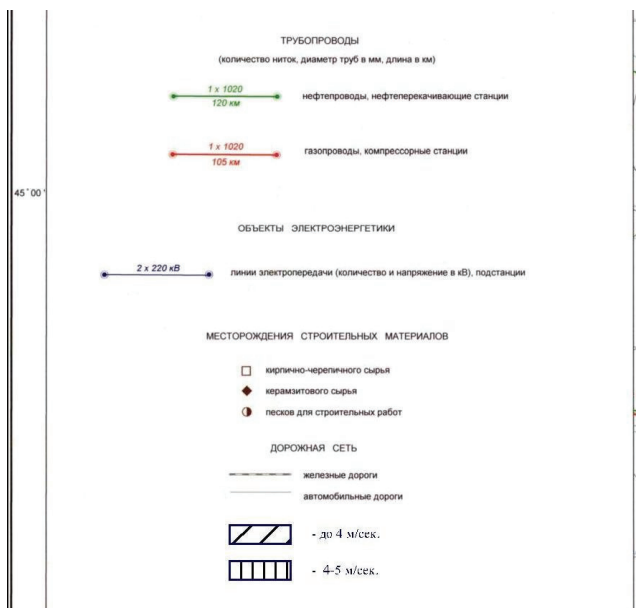 ТРУБОПРОВОДЫ
(количество ниток, диаметр труб в мм, длина в км)
1 x 1020
120 км
нефтепроводы, нефтеперекачивающие станции
1 x 1020
105 км
газопроводы, компрессорные станции
45°00'
ОБЪЕКТЫ ЭЛЕКТРОЭНЕРГЕТИКИ
2 x 220 кВ
линии электропередачи (количество и напряжение в кВ), подстанции
МЕСТОРОЖДЕНИЯ СТРОИТЕЛЬНЫХ МАТЕРИАЛОВ
кирпично-черепичного сырья
керамзитового сырья
песков для строительных работ
ДОРОЖНАЯ СЕТЬ
железные дороги
автомобильные дороги
- до 4 м/сек.
- 4-5 м/сек.